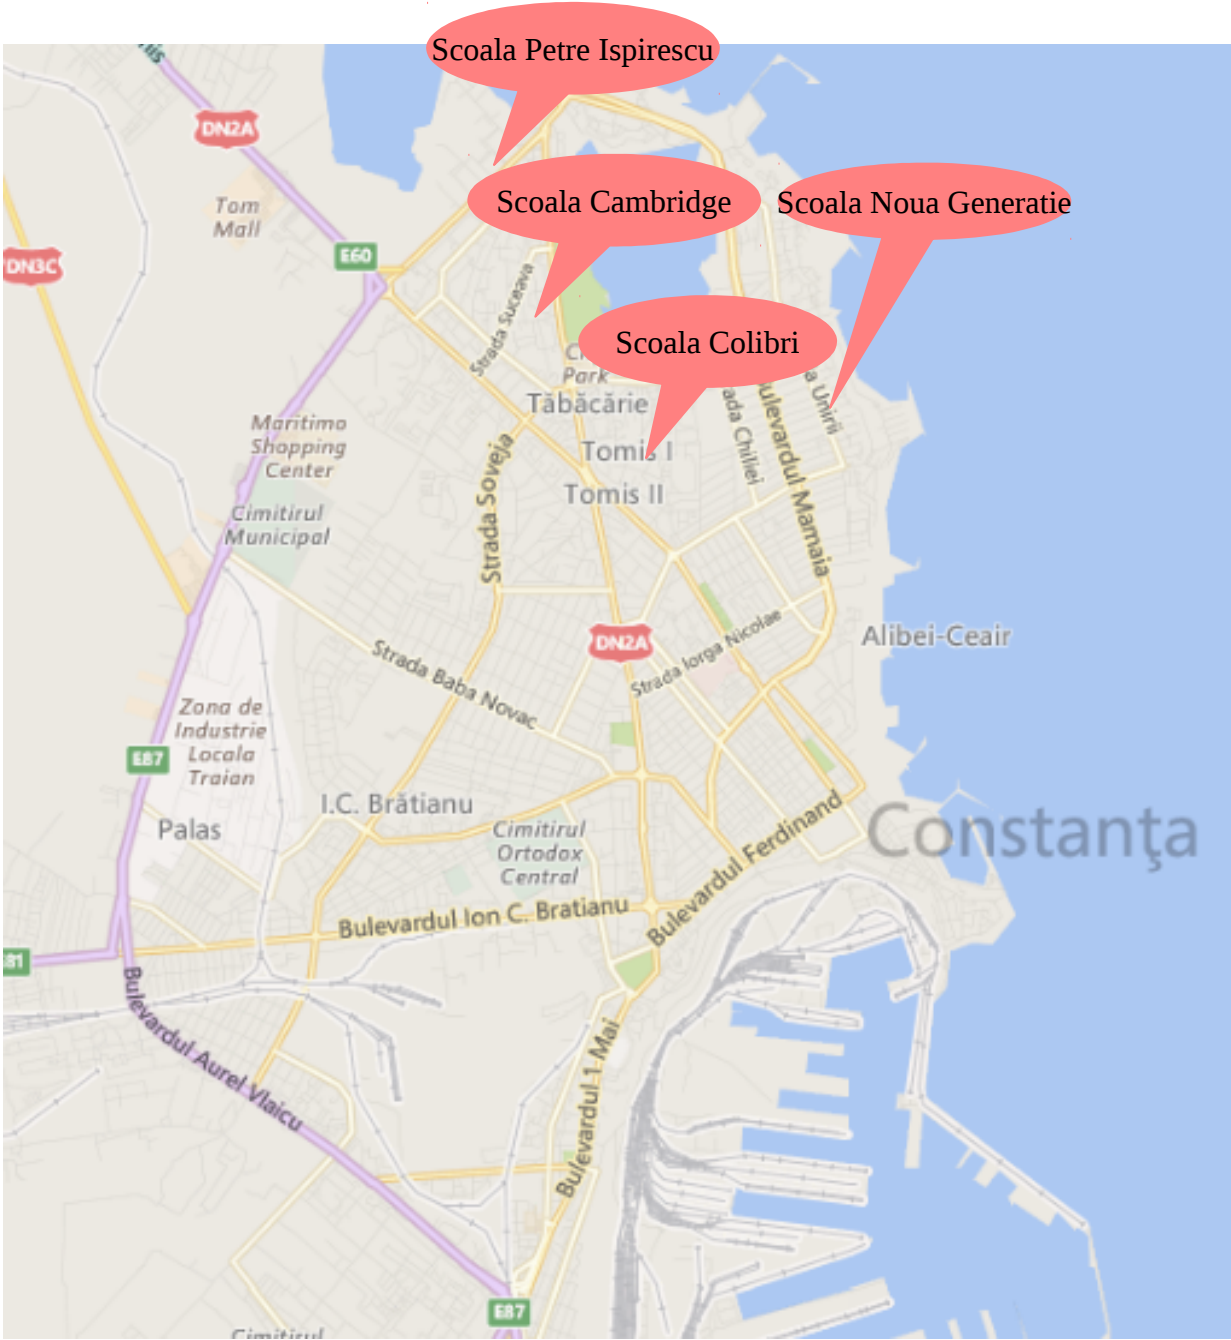 Scoala Petre Ispirescu
DN2A
Tom
Mall
Scoala Cambridge
Scoala Noua Generatie
E60
DN3C
Strada Suceava
Scoala Colibri
Park
Tăbăcărie
Maritimo
Shopping
Center
Tomis I
Tomis II
Strada Soveja
Bulevardul Mamaia
Cimitirul
Municipal
DN2A
Strada Iorga Nicolae
Alibei-Ceair
Strada Baba Novac
Zona de
Industrie
Locala
Traian
E87
I.C. Brătianu
Palas
Cimitirul
Ortodox
Central
Constanţa
Bulevardul Ferdinand
Bulevardul Ion C. Bratianu
81
Bulevardul Aurel Vlaicu
Bulevardul 1 Mai
E87
Cimitirul